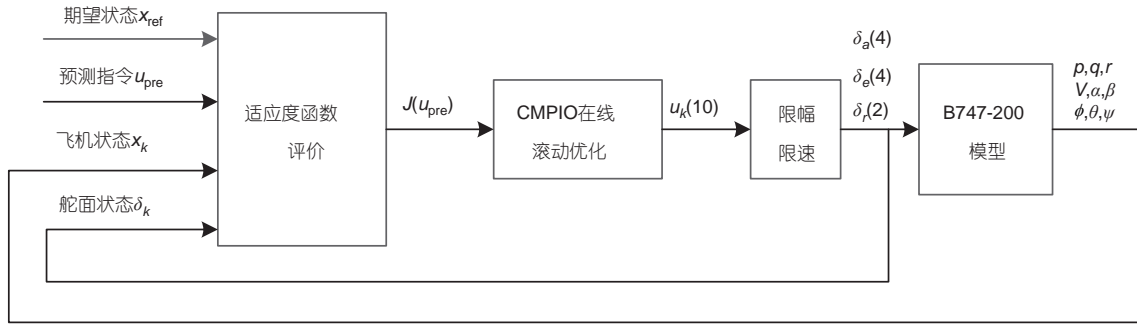 期望状态x_ref
预测指令u_pre
飞机状态x_k
舵面状态δ_k
适应度函数
评价
J(u_pre)
CMPIO在线
滚动优化
u_k(10)
限幅
限速
δ_a(4)
δ_e(4)
δ_r(2)
B747-200
模型
p,q,r
V,α,β
ϕ,θ,ψ